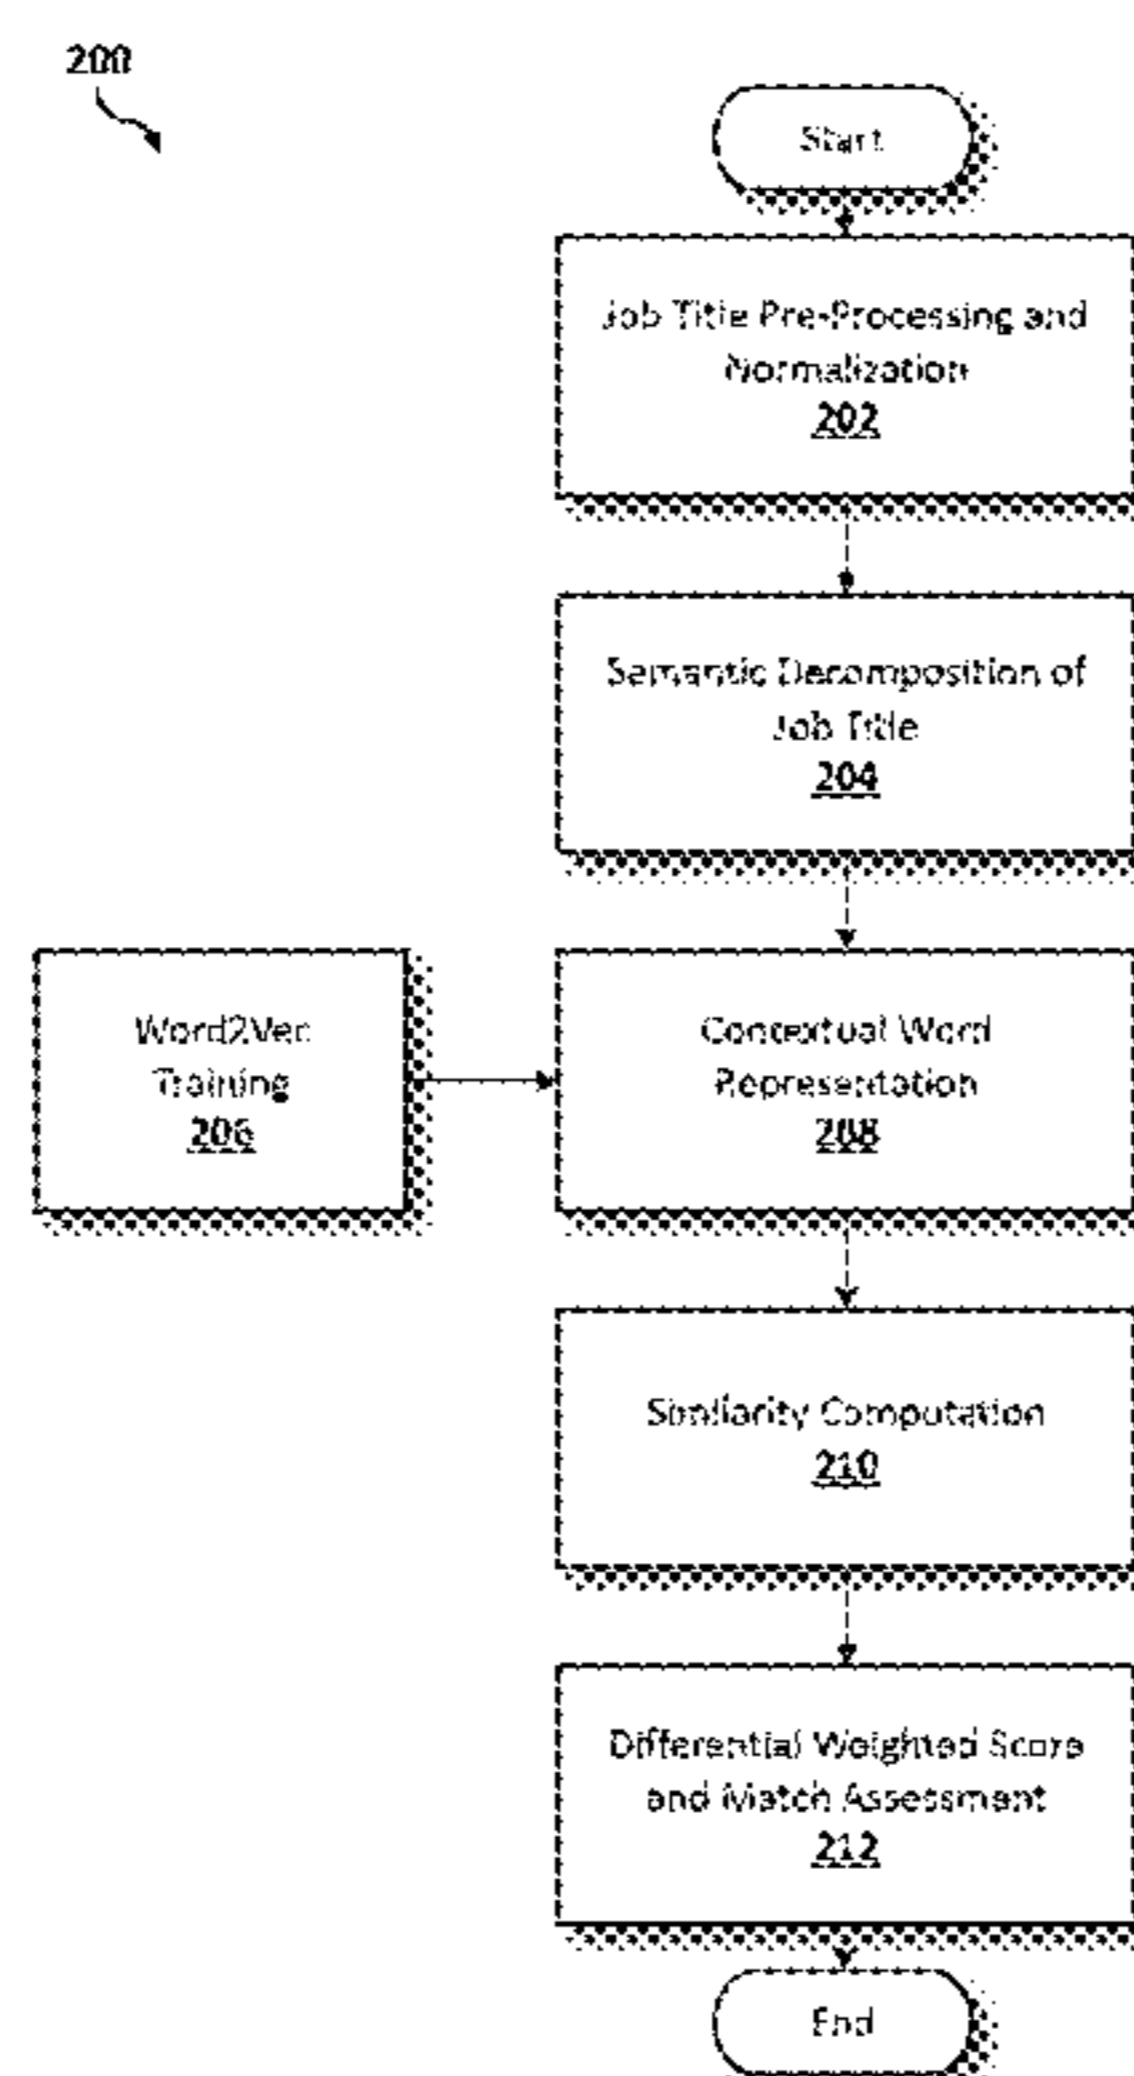 200
Start
Job Title Pre-Processing and
Normalization
202
Semantic Decomposition of
Job Title
204
Word2Vec
Training
206
Contextual Word
Representation
208
Similarity Computation
210
Differential Weighted Score
and Match Assessment
212
End